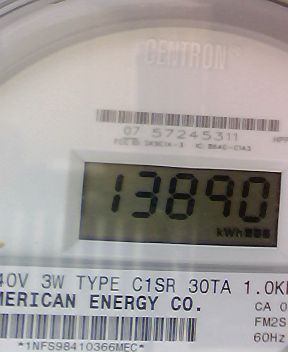 CENTRON®
07 57245311
13890
kWh
40V 3W TYPE C1SR 30TA 1.0K
MERICAN ENERGY CO.
CA 0
FM2S
60Hz
*1NFS98410366MEC*